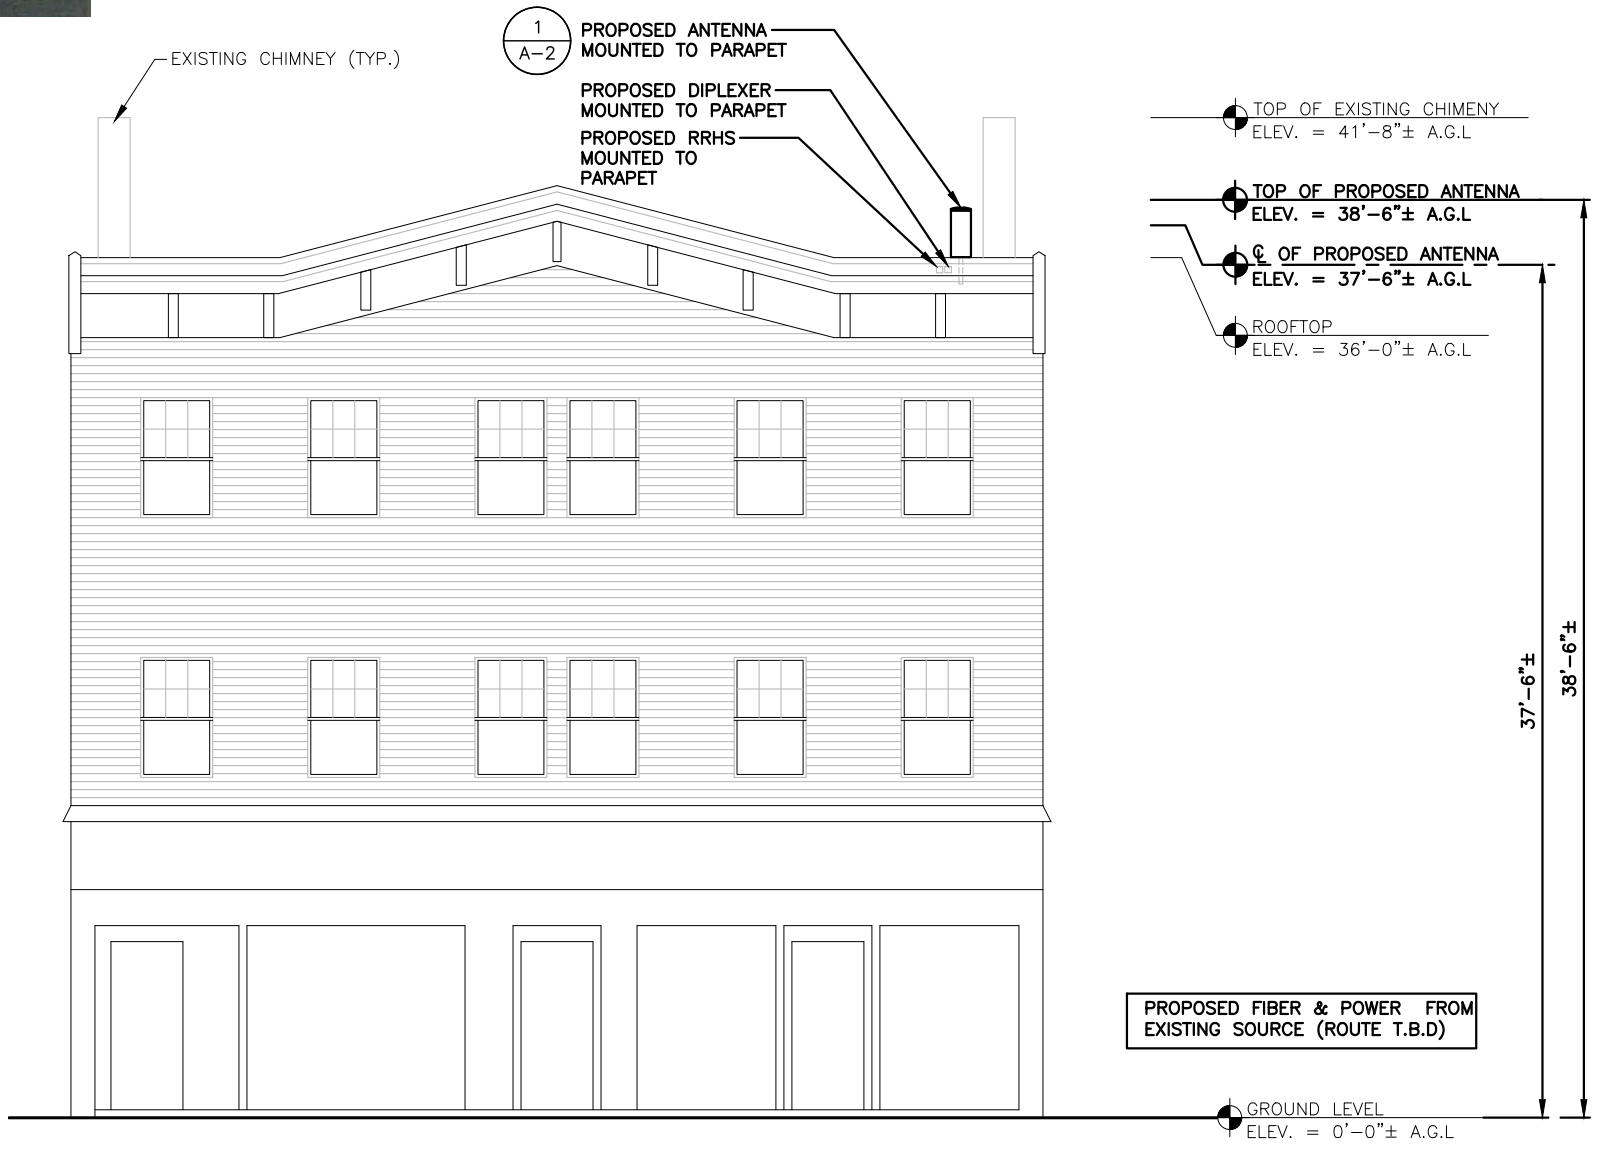 EXISTING CHIMNEY (TYP.)
1
A-2
PROPOSED ANTENNA
MOUNTED TO PARAPET
PROPOSED DIPLEXER
MOUNTED TO PARAPET
PROPOSED RRHS
MOUNTED TO
PARAPET
TOP OF EXISTING CHIMENY
ELEV. = 41'-8"± A.G.L
TOP OF PROPOSED ANTENNA
ELEV. = 38'-6"± A.G.L
℄ OF PROPOSED ANTENNA
ELEV. = 37'-6"± A.G.L
ROOFTOP
ELEV. = 36'-0"± A.G.L
37'-6"±
38'-6"±
PROPOSED FIBER & POWER FROM
EXISTING SOURCE (ROUTE T.B.D)
GROUND LEVEL
ELEV. = 0'-0"± A.G.L